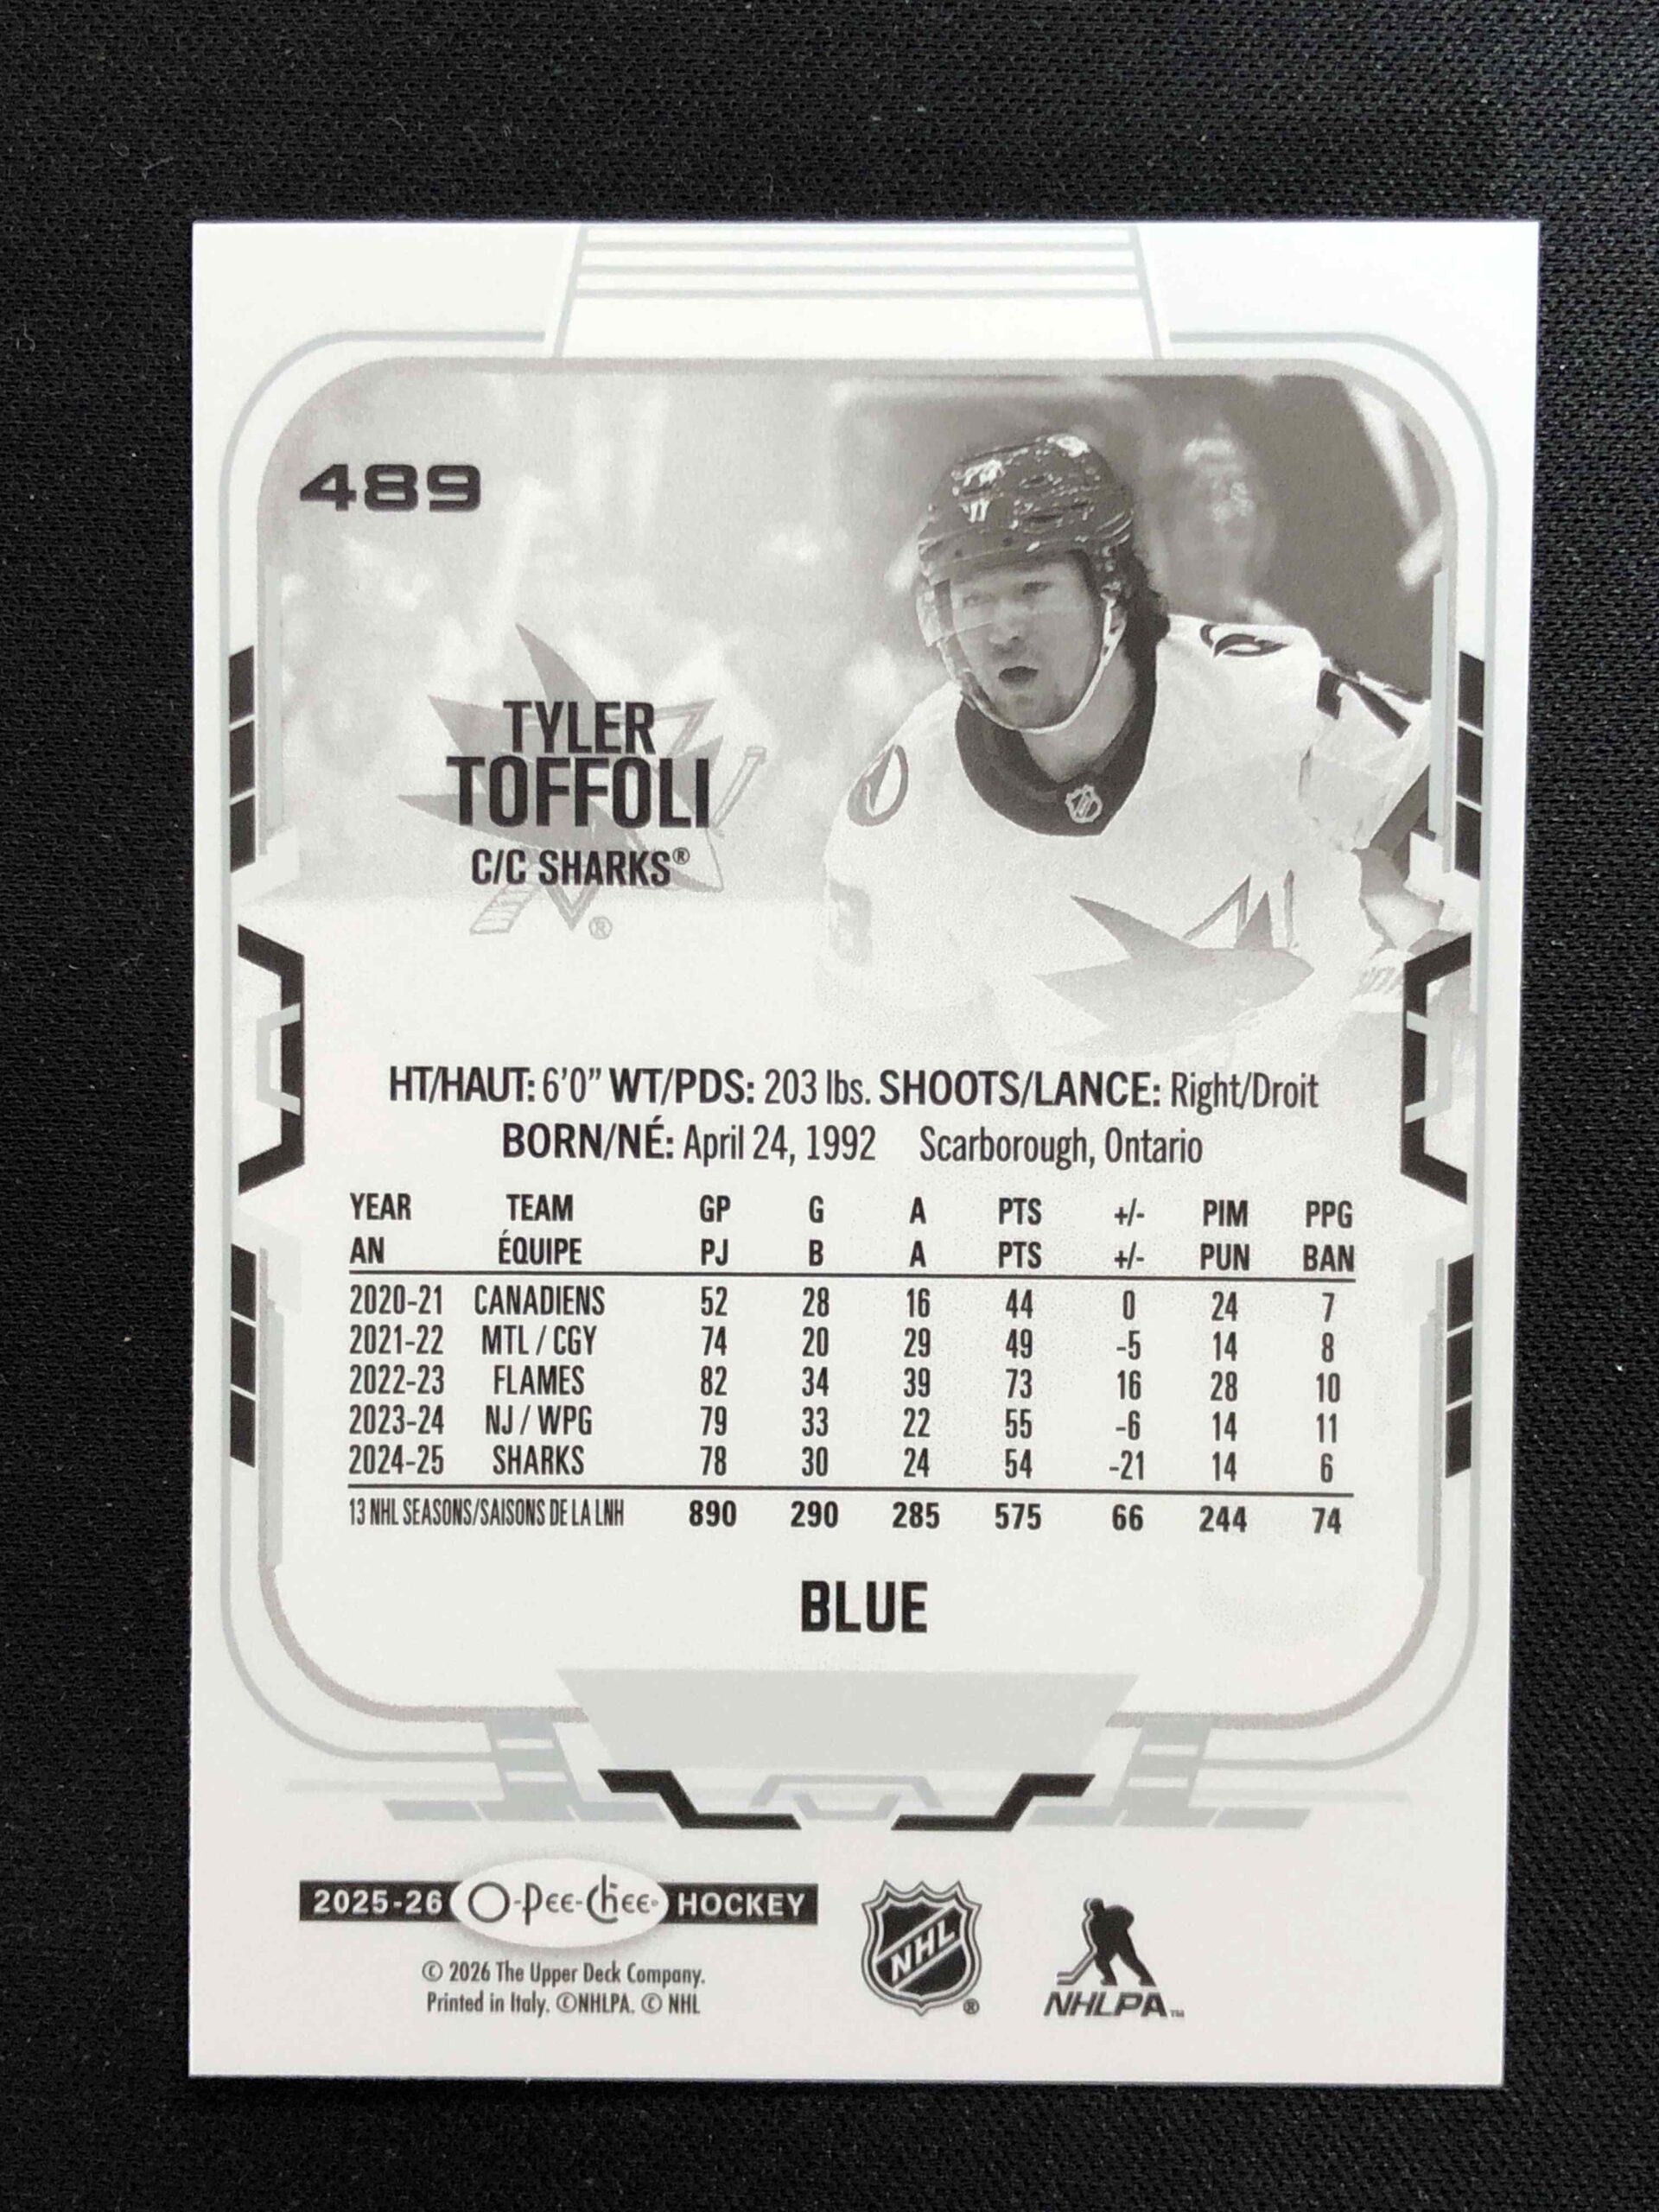 489
TYLER
TOFFOLI
C/C SHARKS®
®
HT/HAUT: 6'0" WT/PDS: 203 lbs. SHOOTS/LANCE: Right/Droit
BORN/NÉ: April 24, 1992 Scarborough, Ontario
YEAR TEAM GP G A PTS +/- PIM PPG
AN ÉQUIPE PJ B A PTS +/- PUN BAN
2020-21 CANADIENS 52 28 16 44 0 24 7
2021-22 MTL / CGY 74 20 29 49 -5 14 8
2022-23 FLAMES 82 34 39 73 16 28 10
2023-24 NJ / WPG 79 33 22 55 -6 14 11
2024-25 SHARKS 78 30 24 54 -21 14 6
13 NHL SEASONS/SAISONS DE LA LNH 890 290 285 575 66 244 74
BLUE
2025-26 O-Pee-Chee® HOCKEY
© 2026 The Upper Deck Company.
Printed in Italy. ©NHLPA. © NHL
NHL ®
NHLPA™